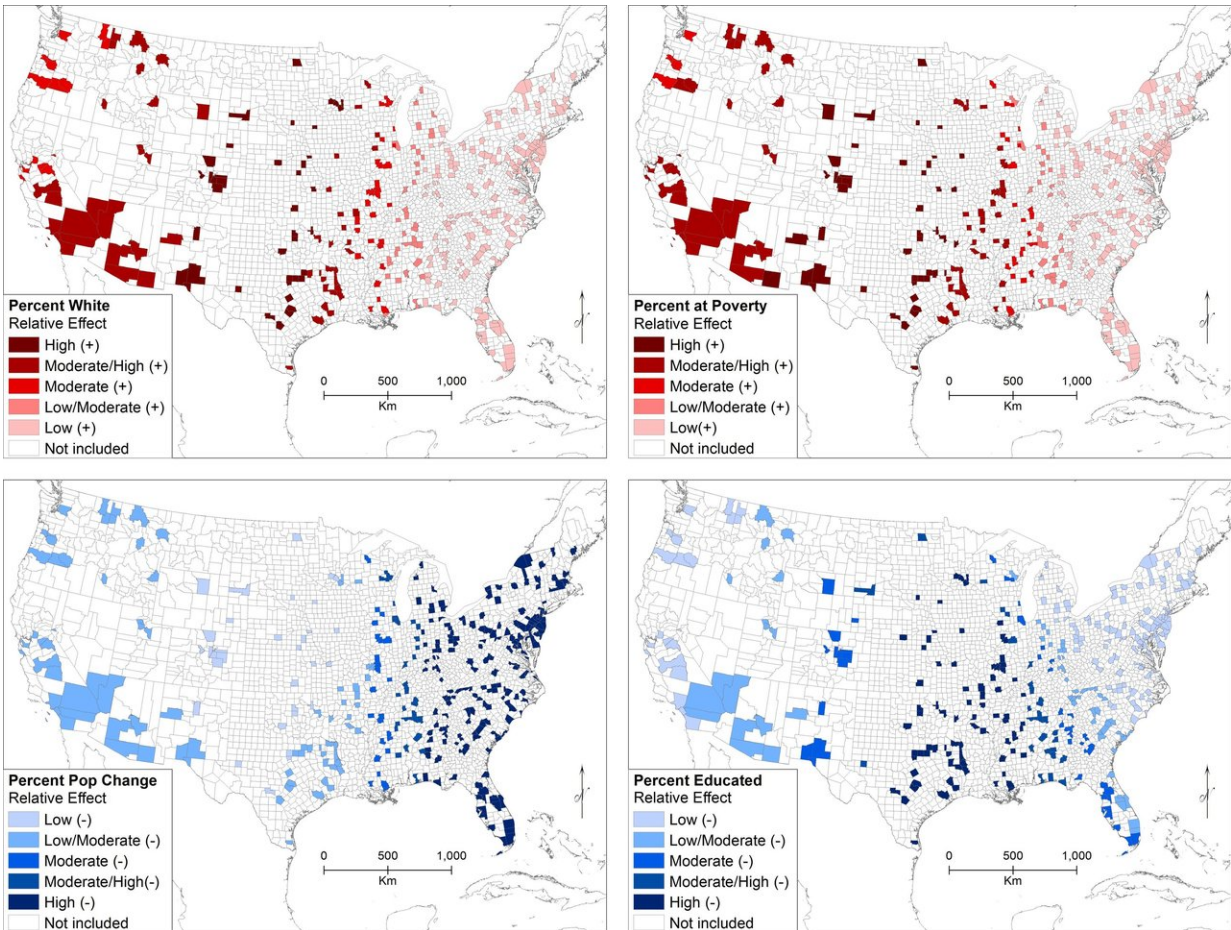 Percent White
Relative Effect
High (+)
Moderate/High (+)
Moderate (+)
Low/Moderate (+)
Low (+)
Not included
0 500 1,000
Km
Percent at Poverty
Relative Effect
High (+)
Moderate/High (+)
Moderate (+)
Low/Moderate (+)
Low(+)
Not included
0 500 1,000
Km
Percent Pop Change
Relative Effect
Low (-)
Low/Moderate (-)
Moderate (-)
Moderate/High(-)
High (-)
Not included
0 500 1,000
Km
Percent Educated
Relative Effect
Low (-)
Low/Moderate (-)
Moderate (-)
Moderate/High (-)
High (-)
Not included
0 500 1,000
Km